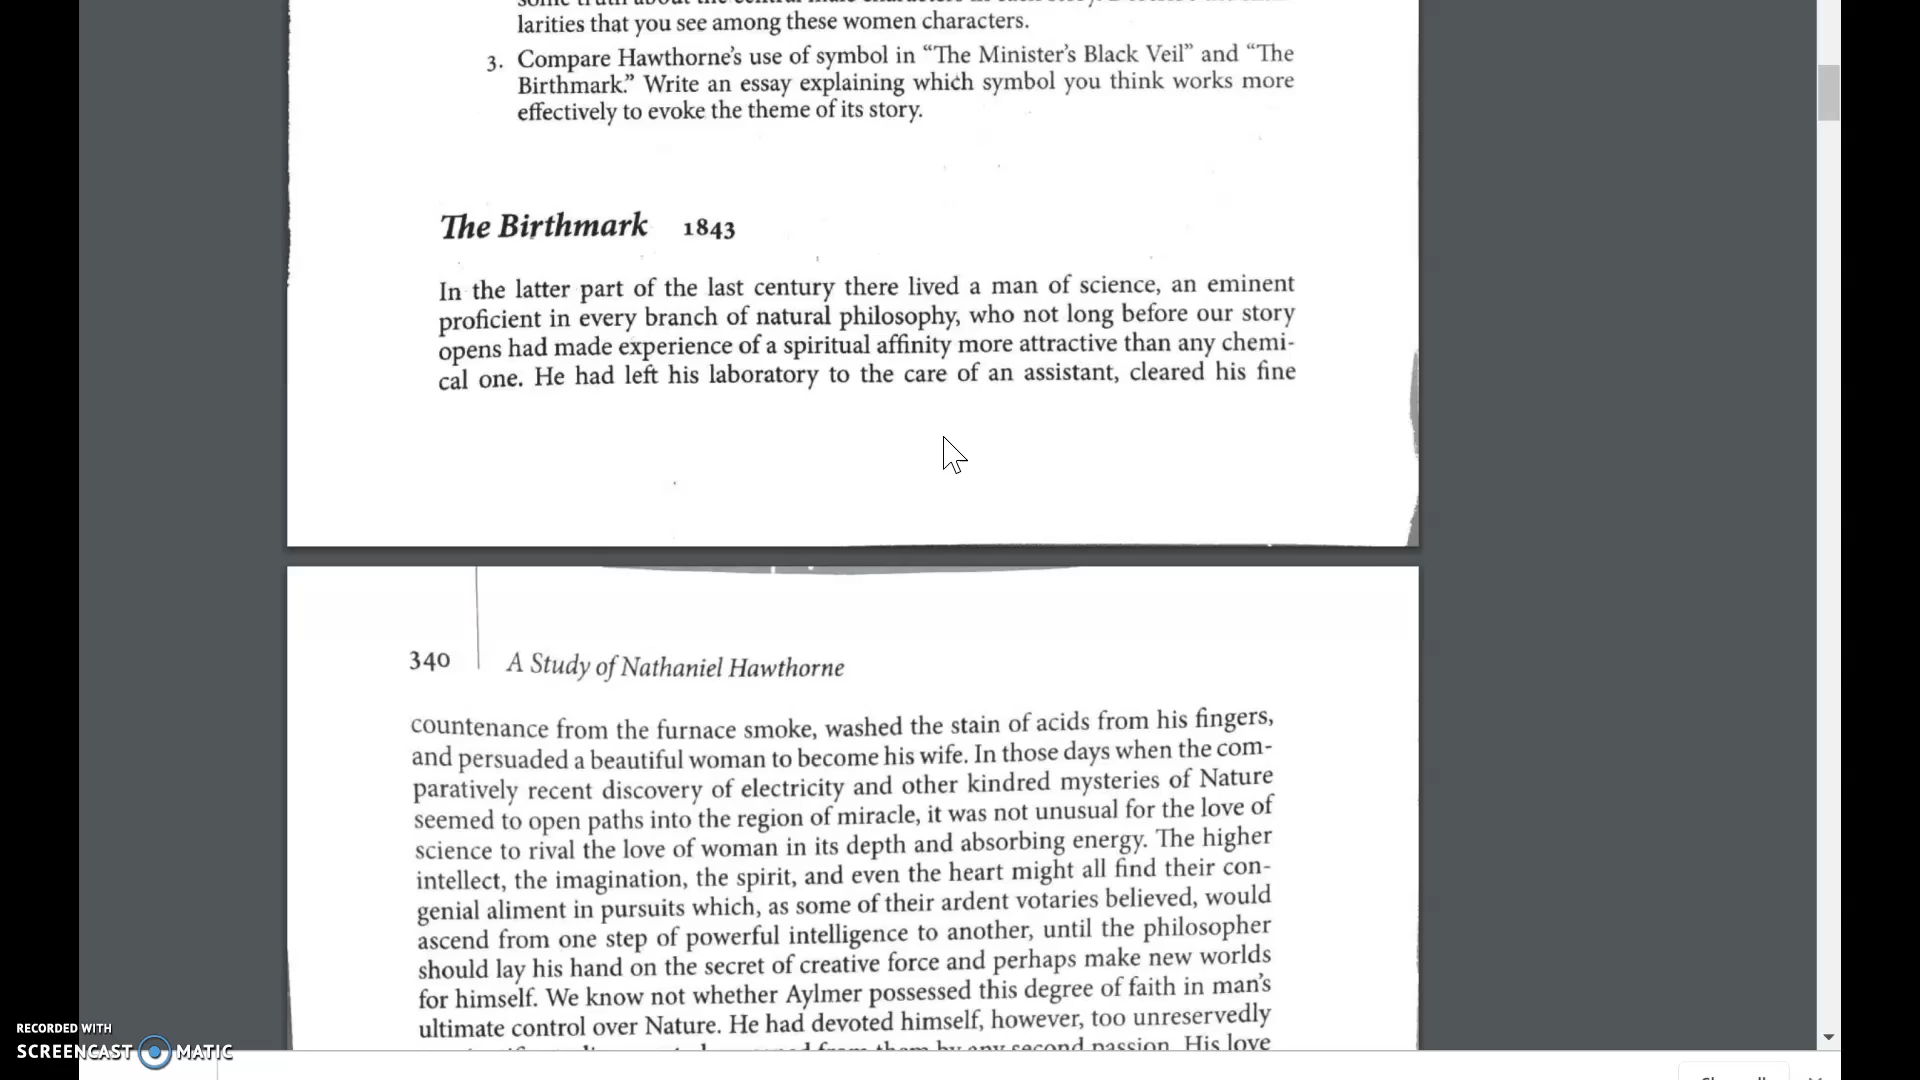 larities that you see among these women characters.
3. Compare Hawthorne's use of symbol in “The Minister's Black Veil” and “The
Birthmark.” Write an essay explaining which symbol you think works more
effectively to evoke the theme of its story.
The Birthmark 1843
In the latter part of the last century there lived a man of science, an eminent
proficient in every branch of natural philosophy, who not long before our story
opens had made experience of a spiritual affinity more attractive than any chemi-
cal one. He had left his laboratory to the care of an assistant, cleared his fine
340 A Study of Nathaniel Hawthorne
countenance from the furnace smoke, washed the stain of acids from his fingers,
and persuaded a beautiful woman to become his wife. In those days when the com-
paratively recent discovery of electricity and other kindred mysteries of Nature
seemed to open paths into the region of miracle, it was not unusual for the love of
science to rival the love of woman in its depth and absorbing energy. The higher
intellect, the imagination, the spirit, and even the heart might all find their con-
genial aliment in pursuits which, as some of their ardent votaries believed, would
ascend from one step of powerful intelligence to another, until the philosopher
should lay his hand on the secret of creative force and perhaps make new worlds
for himself. We know not whether Aylmer possessed this degree of faith in man's
ultimate control over Nature. He had devoted himself, however, too unreservedly
from them by any second passion. His love
RECORDED WITH
SCREENCAST MATIC